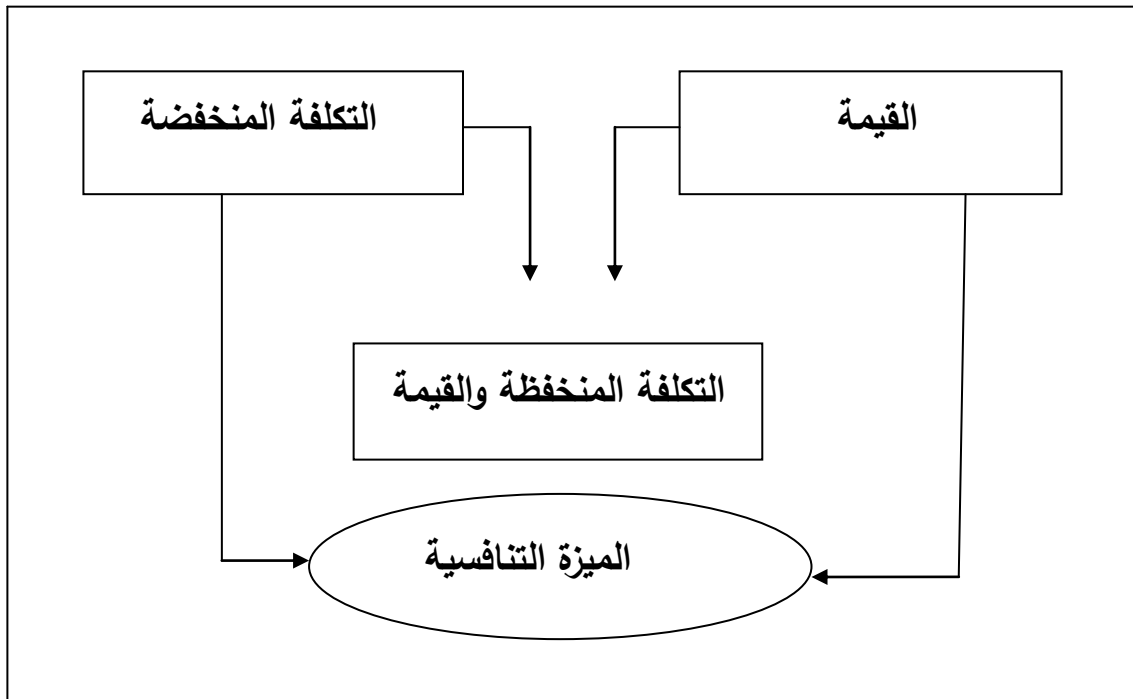 القيمة
التكلفة المنخفضة
التكلفة المنخفظة والقيمة
الميزة التنافسية